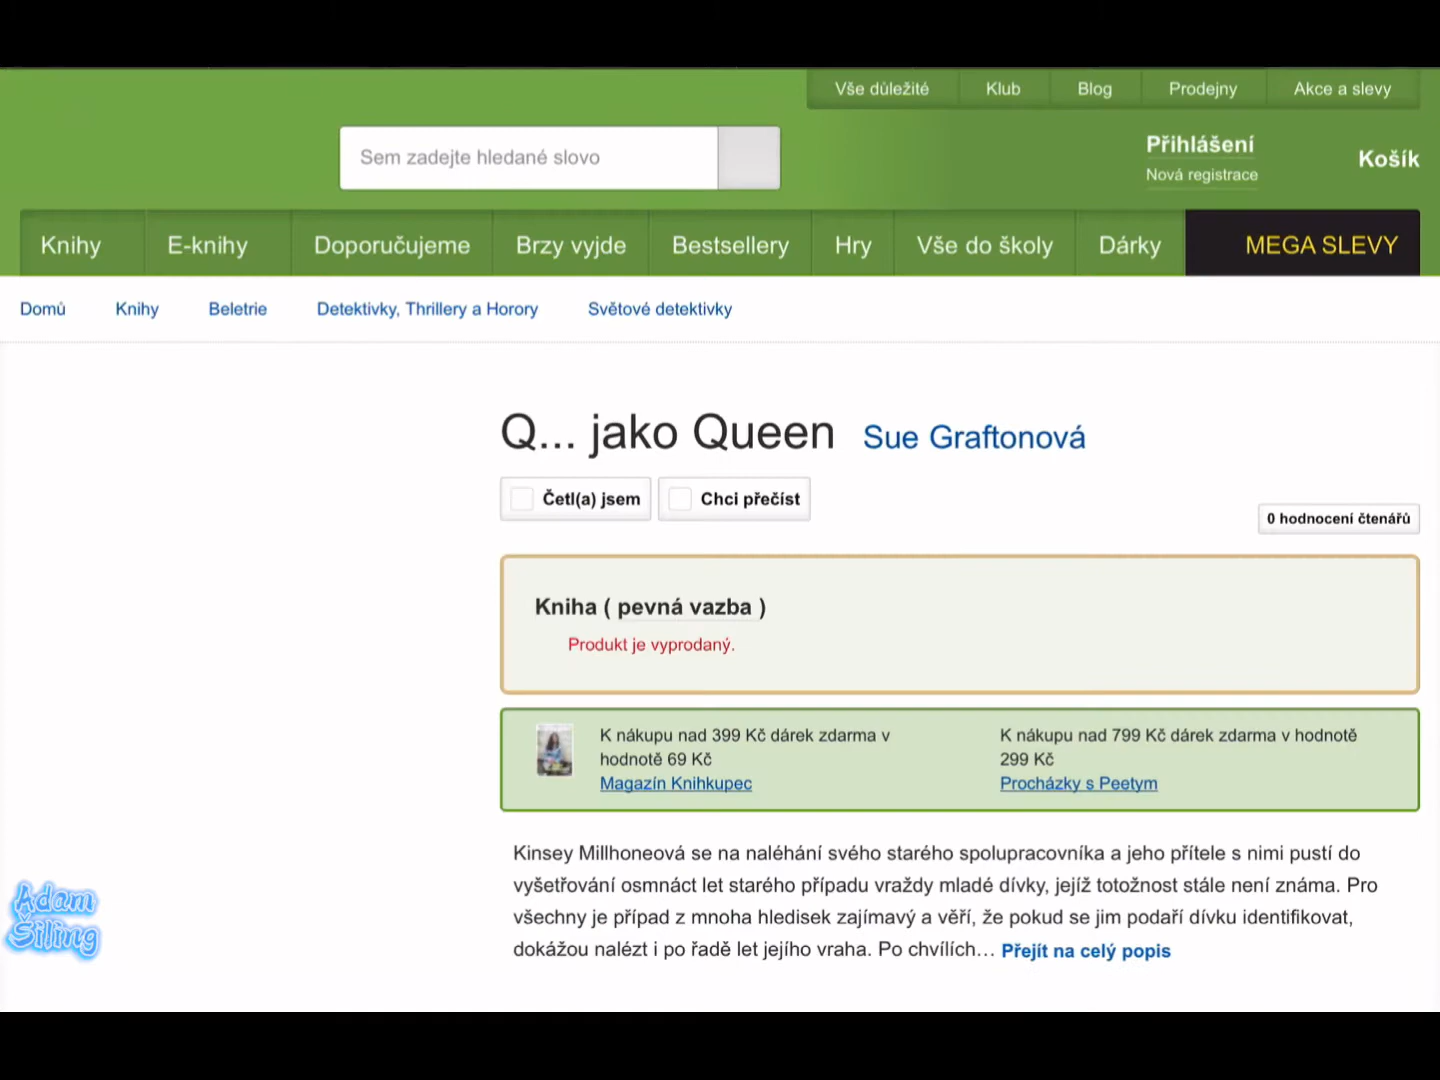 Vše důležité Klub Blog Prodejny Akce a slevy
Sem zadejte hledané slovo
Přihlášení
Nová registrace
Košík
Knihy E-knihy Doporučujeme Brzy vyjde Bestsellery Hry Vše do školy Dárky MEGA SLEVY
Domů Knihy Beletrie Detektivky, Thrillery a Horory Světové detektivky
Q... jako Queen Sue Graftonová
Četl(a) jsem Chci přečíst
0 hodnocení čtenářů
Kniha ( pevná vazba )
Produkt je vyprodaný.
K nákupu nad 399 Kč dárek zdarma v
hodnotě 69 Kč
Magazín Knihkupec
K nákupu nad 799 Kč dárek zdarma v hodnotě
299 Kč
Procházky s Peetym
Kinsey Millhoneová se na naléhání svého starého spolupracovníka a jeho přítele s nimi pustí do
vyšetřování osmnáct let starého případu vraždy mladé dívky, jejíž totožnost stále není známa. Pro
všechny je případ z mnoha hledisek zajímavý a věří, že pokud se jim podaří dívku identifikovat,
dokážou nalézt i po řadě let jejího vraha. Po chvílích… Přejít na celý popis
Adam
Šiling